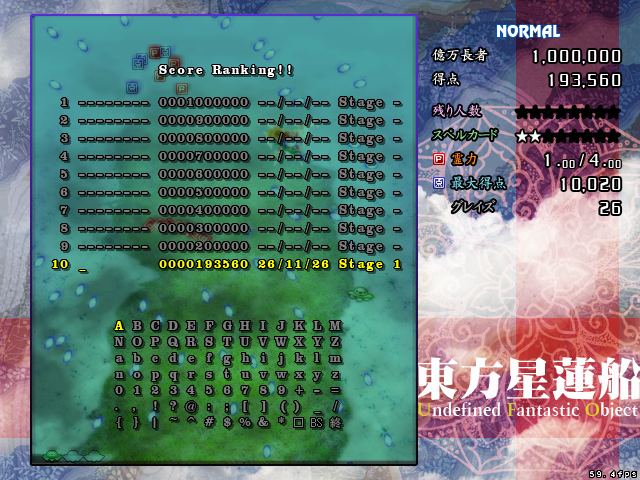 Score Ranking!!
1 -------- 0001000000 --/--/-- Stage -
2 -------- 0000900000 --/--/-- Stage -
3 -------- 0000800000 --/--/-- Stage -
4 -------- 0000700000 --/--/-- Stage -
5 -------- 0000600000 --/--/-- Stage -
6 -------- 0000500000 --/--/-- Stage -
7 -------- 0000400000 --/--/-- Stage -
8 -------- 0000300000 --/--/-- Stage -
9 -------- 0000200000 --/--/-- Stage -
10 _ 0000193560 26/11/26 Stage 1
A B C D E F G H I J K L M
N O P Q R S T U V W X Y Z
a b c d e f g h i j k l m
n o p q r s t u v w x y z
0 1 2 3 4 5 6 7 8 9 + - =
. , ! ? @ : ; [ ] ( ) _ /
{ } | ~ ^ # $ % & * □ BS 終
NORMAL
億万長者 1,000,000
得点 193,560
残り人数 ★★★★★★★★
スペルカード ★★★★★★★★
P 霊力 1.00/4.00
最大得点 10,020
グレイズ 26
東方星蓮船
Undefined Fantastic Object
59.4fps